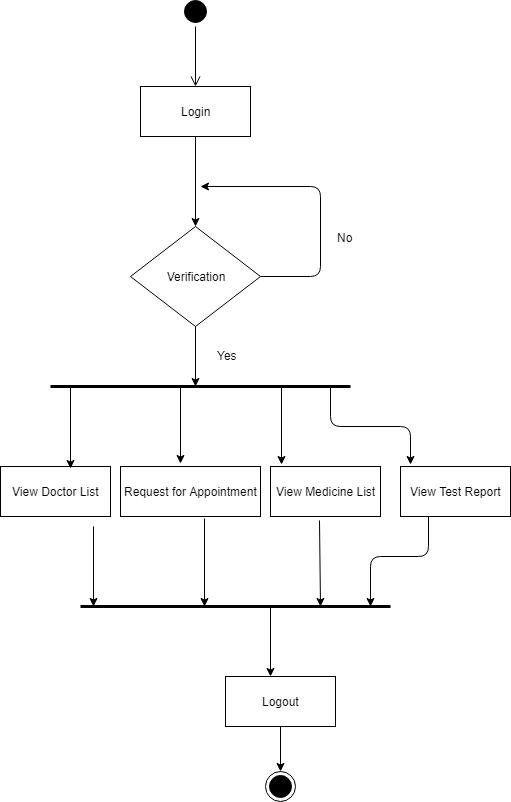 Login
No
Verification
Yes
View Doctor List
Request for Appointment
View Medicine List
View Test Report
Logout